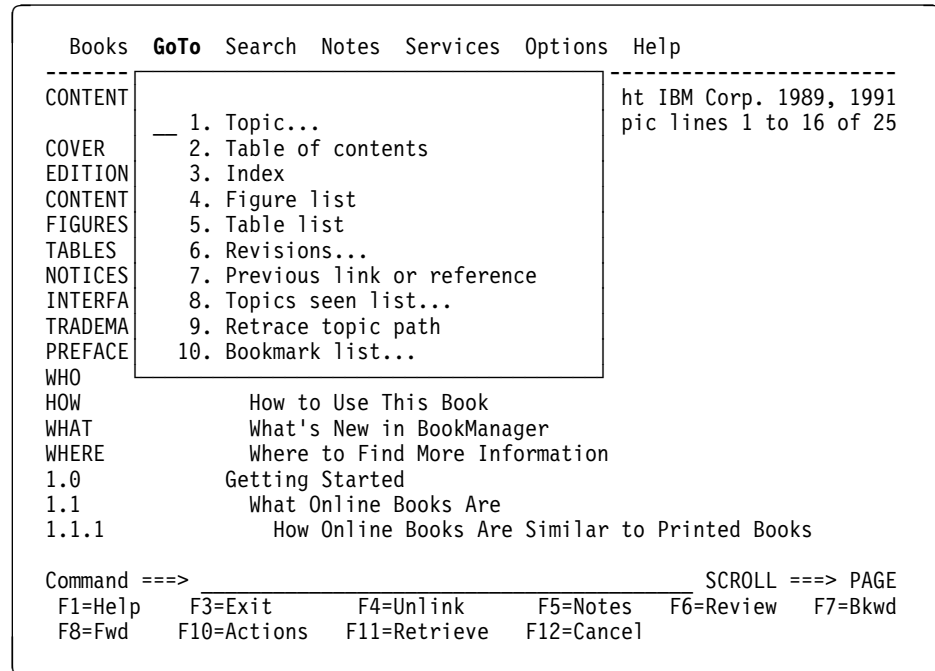 Books  GoTo  Search  Notes  Services  Options  Help
CONTENT ht IBM Corp. 1989, 1991
__ 1. Topic... pic lines 1 to 16 of 25
COVER 2. Table of contents
EDITION 3. Index
CONTENT 4. Figure list
FIGURES 5. Table list
TABLES 6. Revisions...
NOTICES 7. Previous link or reference
INTERFA 8. Topics seen list...
TRADEMA 9. Retrace topic path
PREFACE 10. Bookmark list...
WHO
HOW How to Use This Book
WHAT What's New in BookManager
WHERE Where to Find More Information
1.0 Getting Started
1.1 What Online Books Are
1.1.1 How Online Books Are Similar to Printed Books
Command ===> SCROLL ===> PAGE
F1=Help F3=Exit F4=Unlink F5=Notes F6=Review F7=Bkwd
F8=Fwd F10=Actions F11=Retrieve F12=Cancel